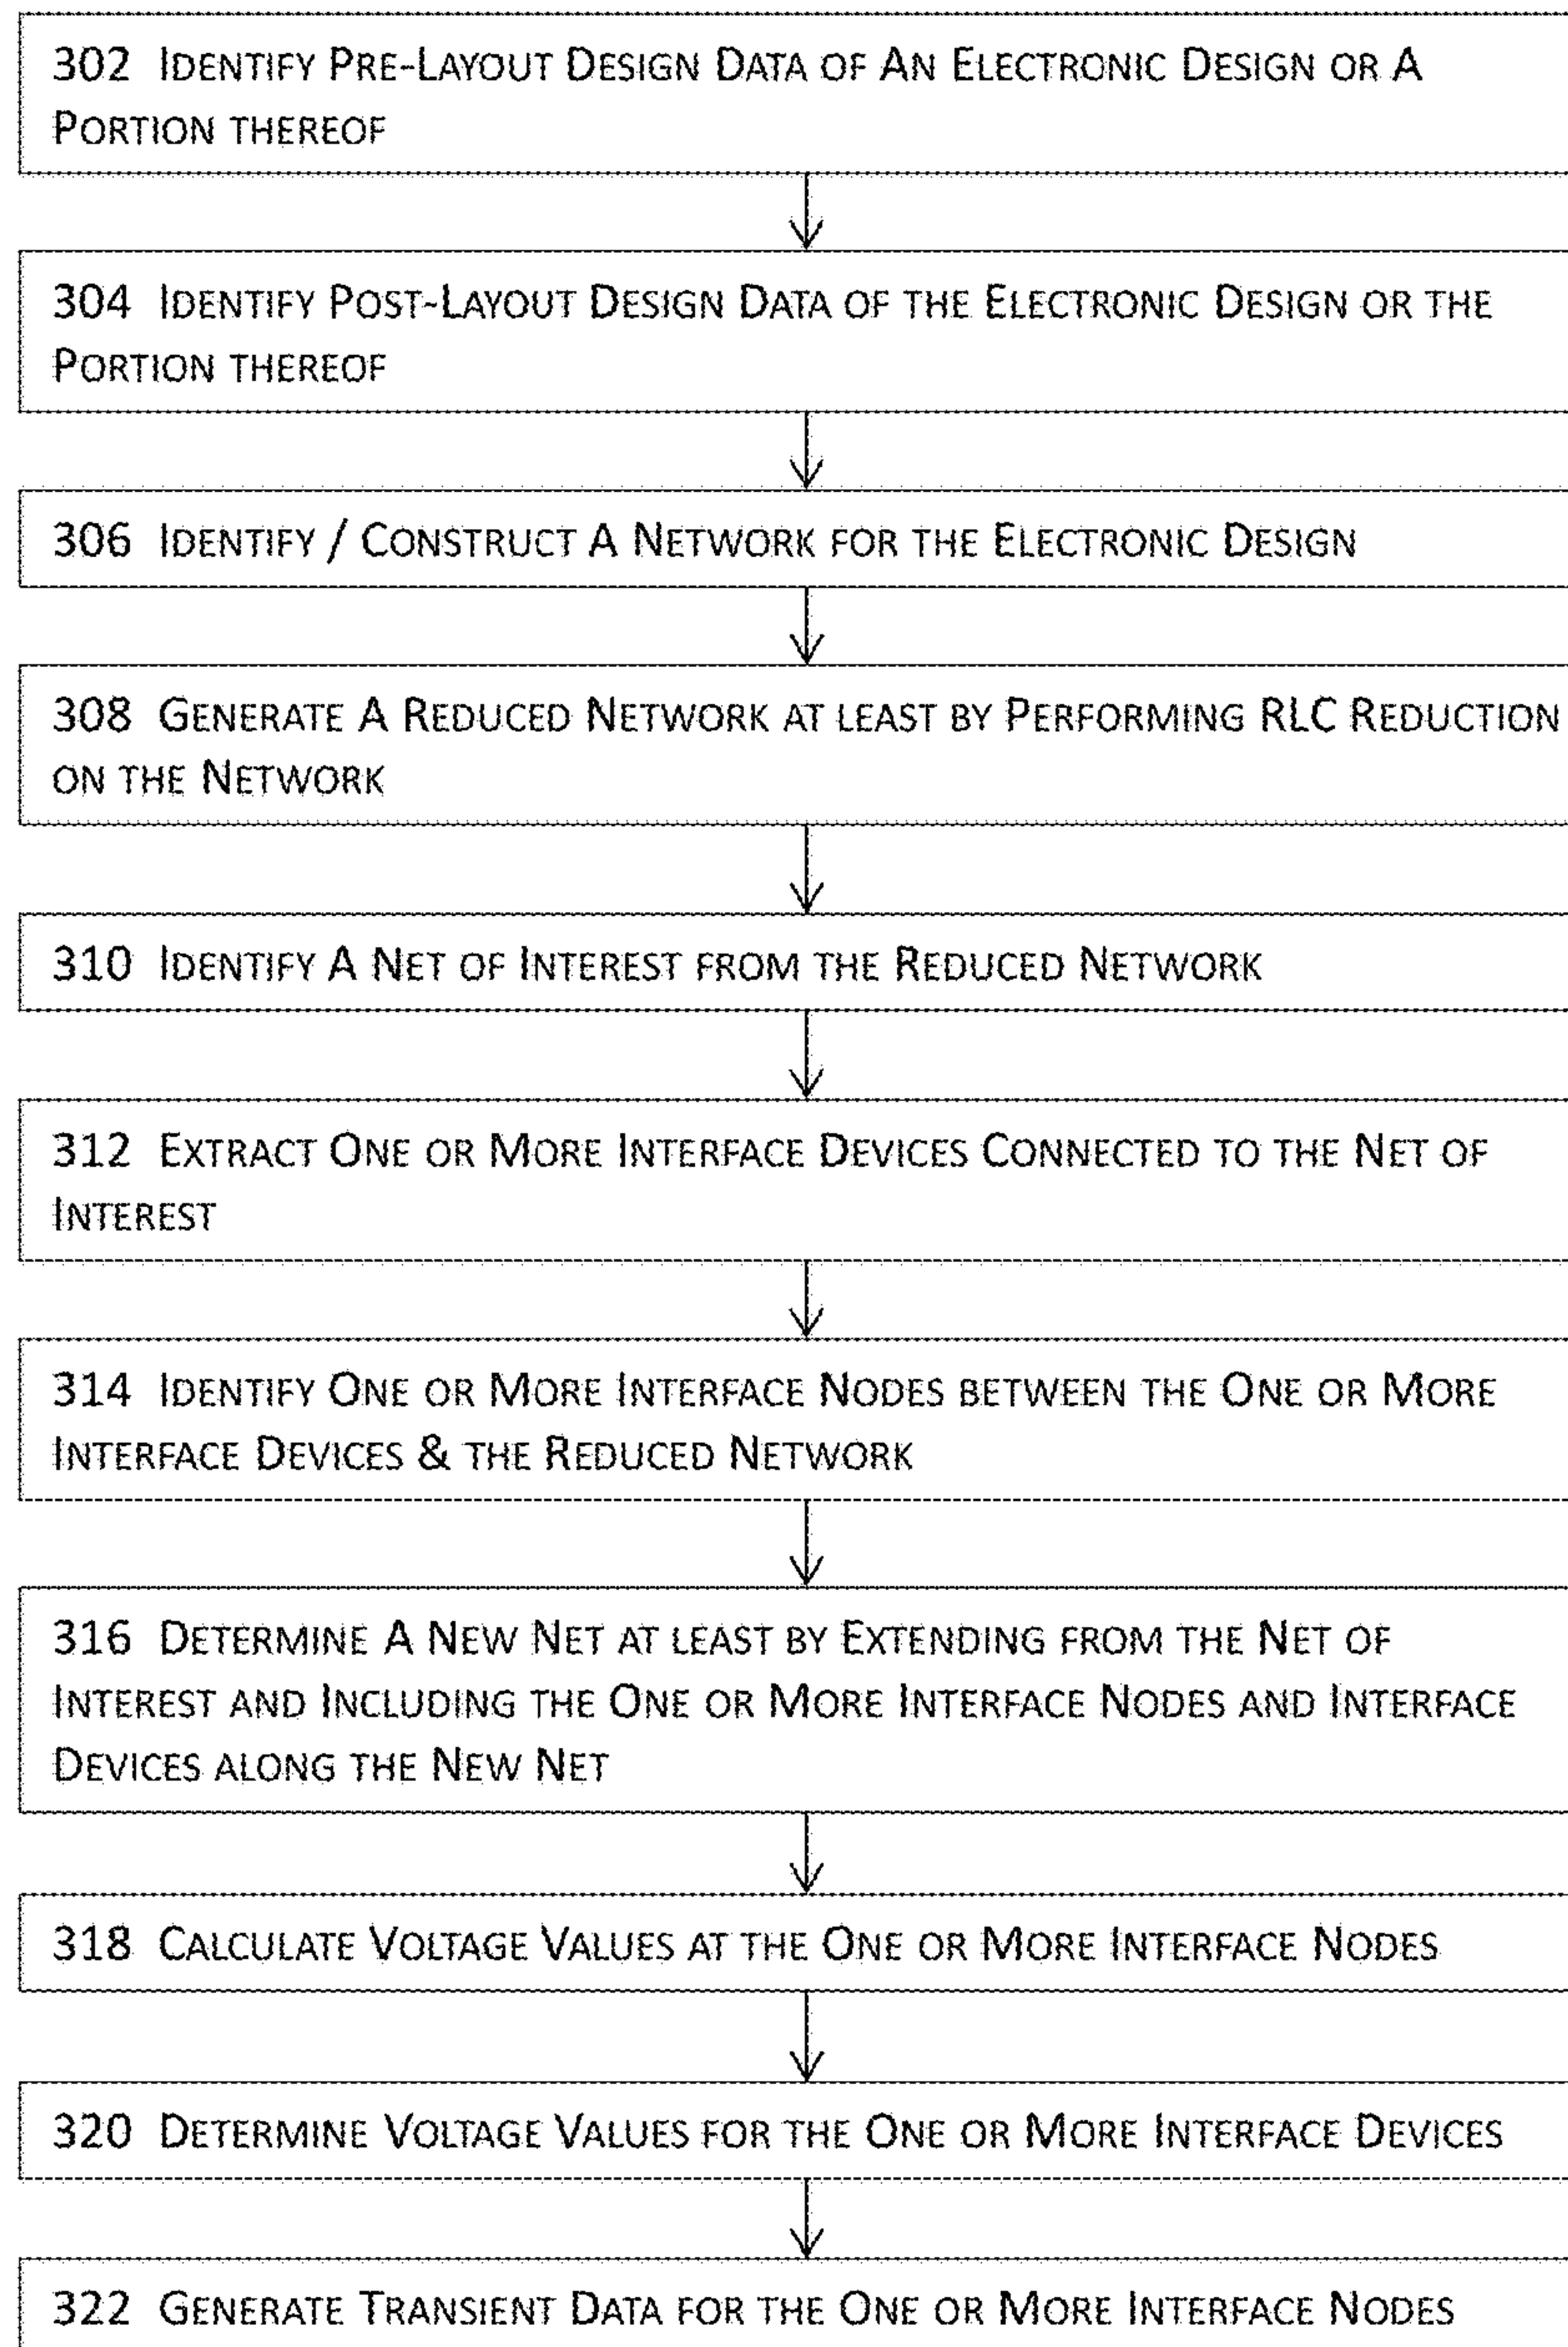 302 Identify Pre-Layout Design Data of An Electronic Design or A
Portion thereof
304 Identify Post-Layout Design Data of the Electronic Design or the
Portion thereof
306 Identify / Construct A Network for the Electronic Design
308 Generate A Reduced Network at least by Performing RLC Reduction
on the Network
310 Identify A Net of Interest from the Reduced Network
312 Extract One or More Interface Devices Connected to the Net of
Interest
314 Identify One or More Interface Nodes between the One or More
Interface Devices & the Reduced Network
316 Determine A New Net at least by Extending from the Net of
Interest and Including the One or More Interface Nodes and Interface
Devices along the New Net
318 Calculate Voltage Values at the One or More Interface Nodes
320 Determine Voltage Values for the One or More Interface Devices
322 Generate Transient Data for the One or More Interface Nodes